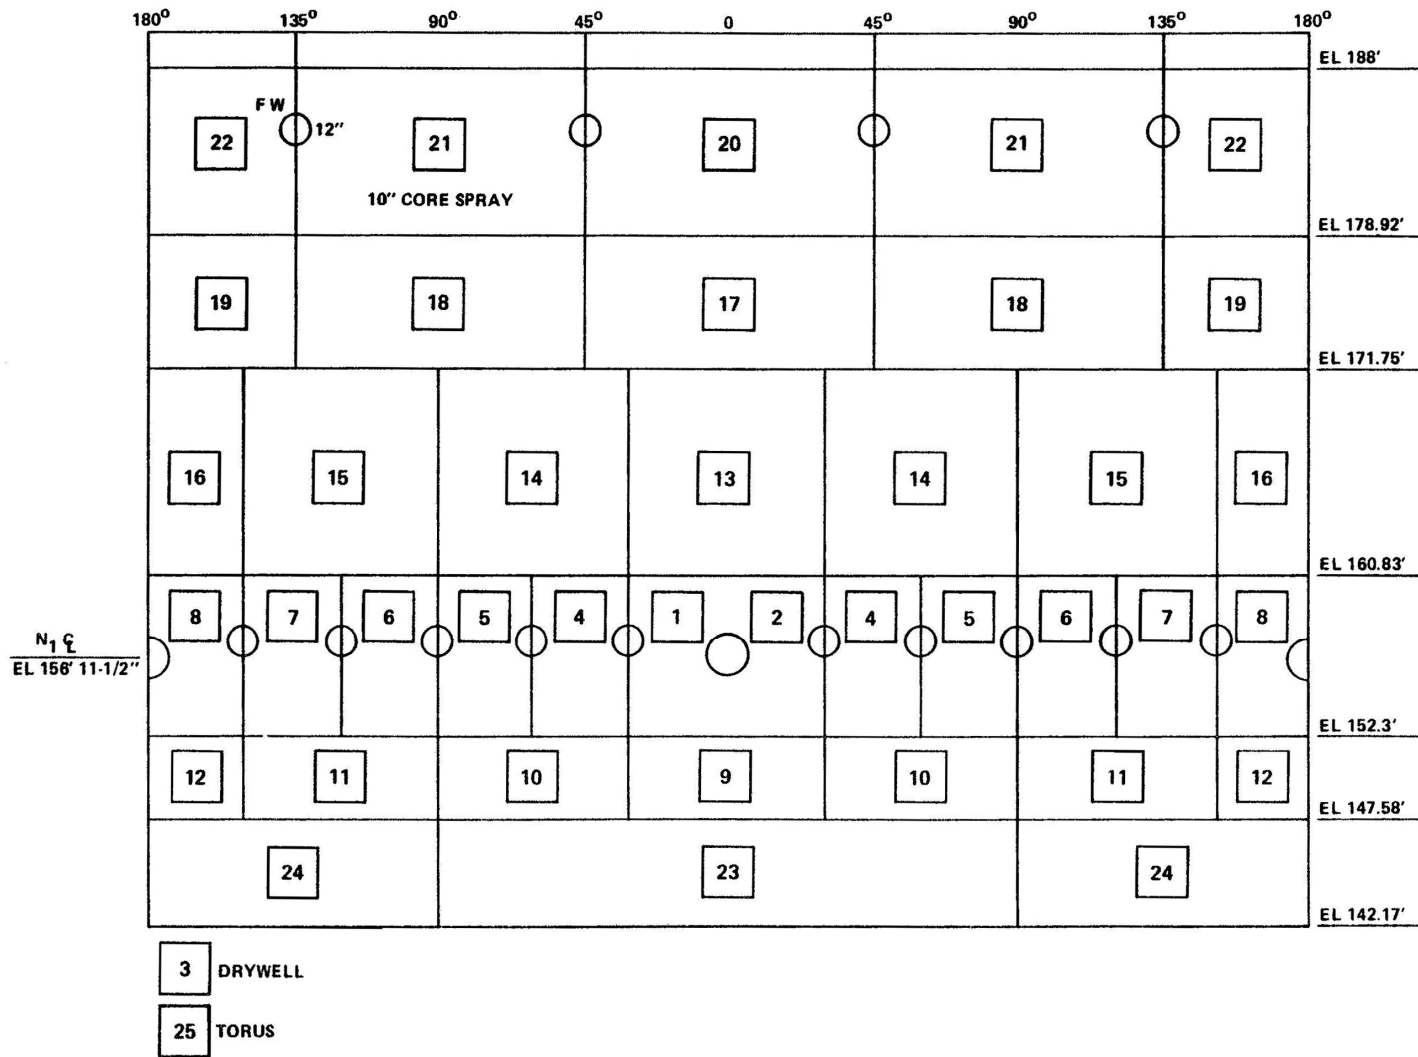 180° 135° 90° 45° 0 45° 90° 135° 180°
EL 188'
FW
12"
22 21 20 21 22
10" CORE SPRAY
EL 178.92'
19 18 17 18 19
EL 171.75'
16 15 14 13 14 15 16
EL 160.83'
8 7 6 5 4 1 2 4 5 6 7 8
N1 ℄
EL 156' 11-1/2"
EL 152.3'
12 11 10 9 10 11 12
EL 147.58'
24 23 24
EL 142.17'
3 DRYWELL
25 TORUS